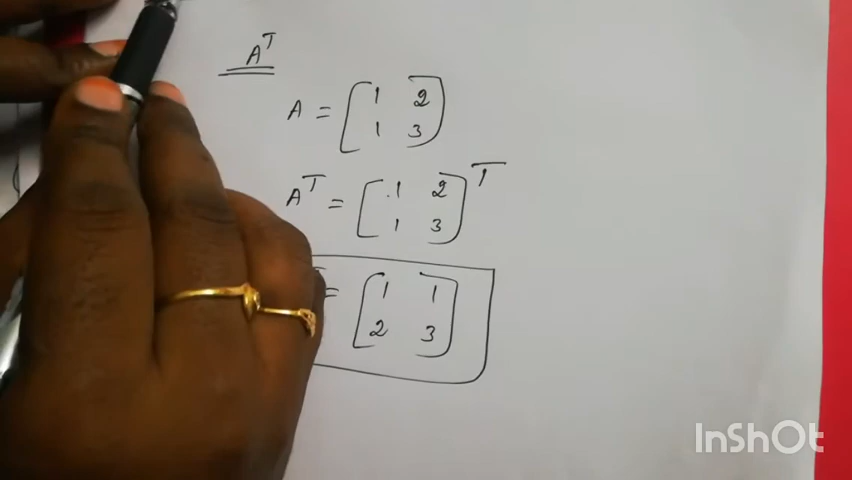 A^T
A = [1 2
1 3]
A^T = [1 2
1 3]^T
= [1 1
2 3]
InShOt